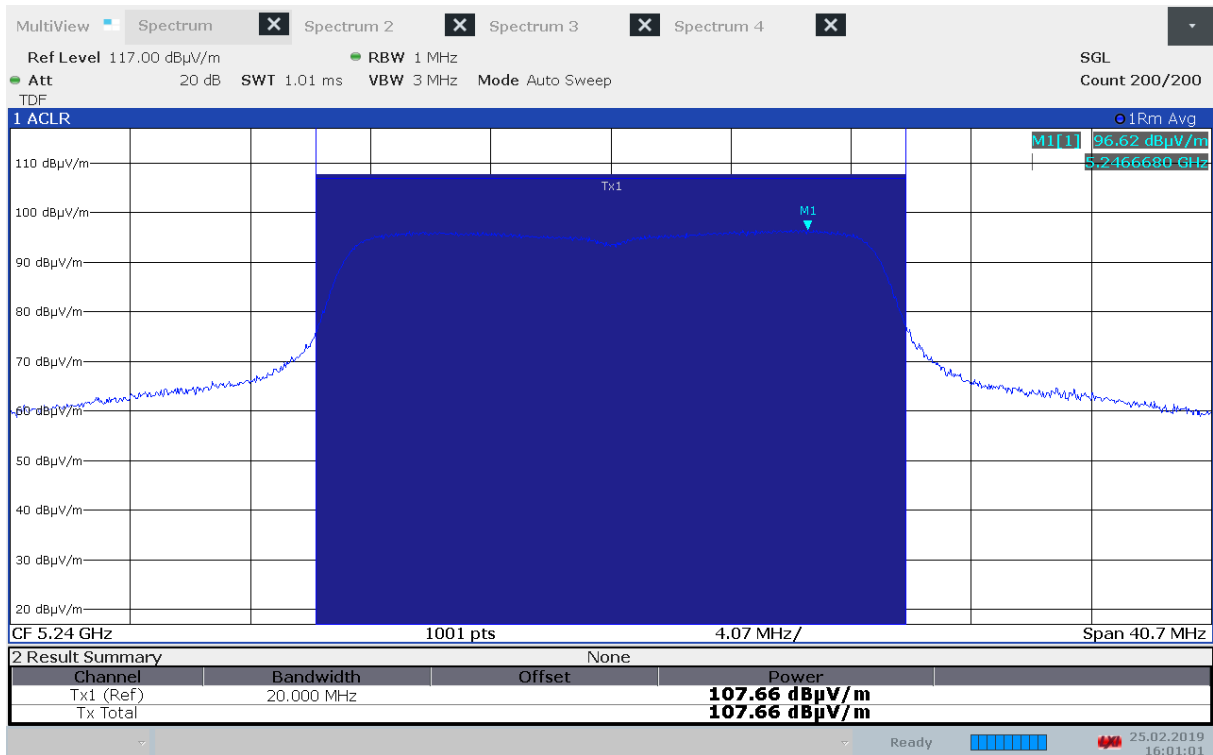 MultiView Spectrum Spectrum 2 Spectrum 3 Spectrum 4
Ref Level 117.00 dBµV/m RBW 1 MHz SGL
Att 20 dB SWT 1.01 ms VBW 3 MHz Mode Auto Sweep Count 200/200
TDF
1 ACLR 1Rm Avg
M1[1] 96.62 dBµV/m
5.2466680 GHz
110 dBµV/m
Tx1
100 dBµV/m
M1
90 dBµV/m
80 dBµV/m
70 dBµV/m
60 dBµV/m
50 dBµV/m
40 dBµV/m
30 dBµV/m
20 dBµV/m
CF 5.24 GHz 1001 pts 4.07 MHz/ Span 40.7 MHz
2 Result Summary None
Channel Bandwidth Offset Power
Tx1 (Ref) 20.000 MHz 107.66 dBµV/m
Tx Total 107.66 dBµV/m
Ready 25.02.2019
16:01:01